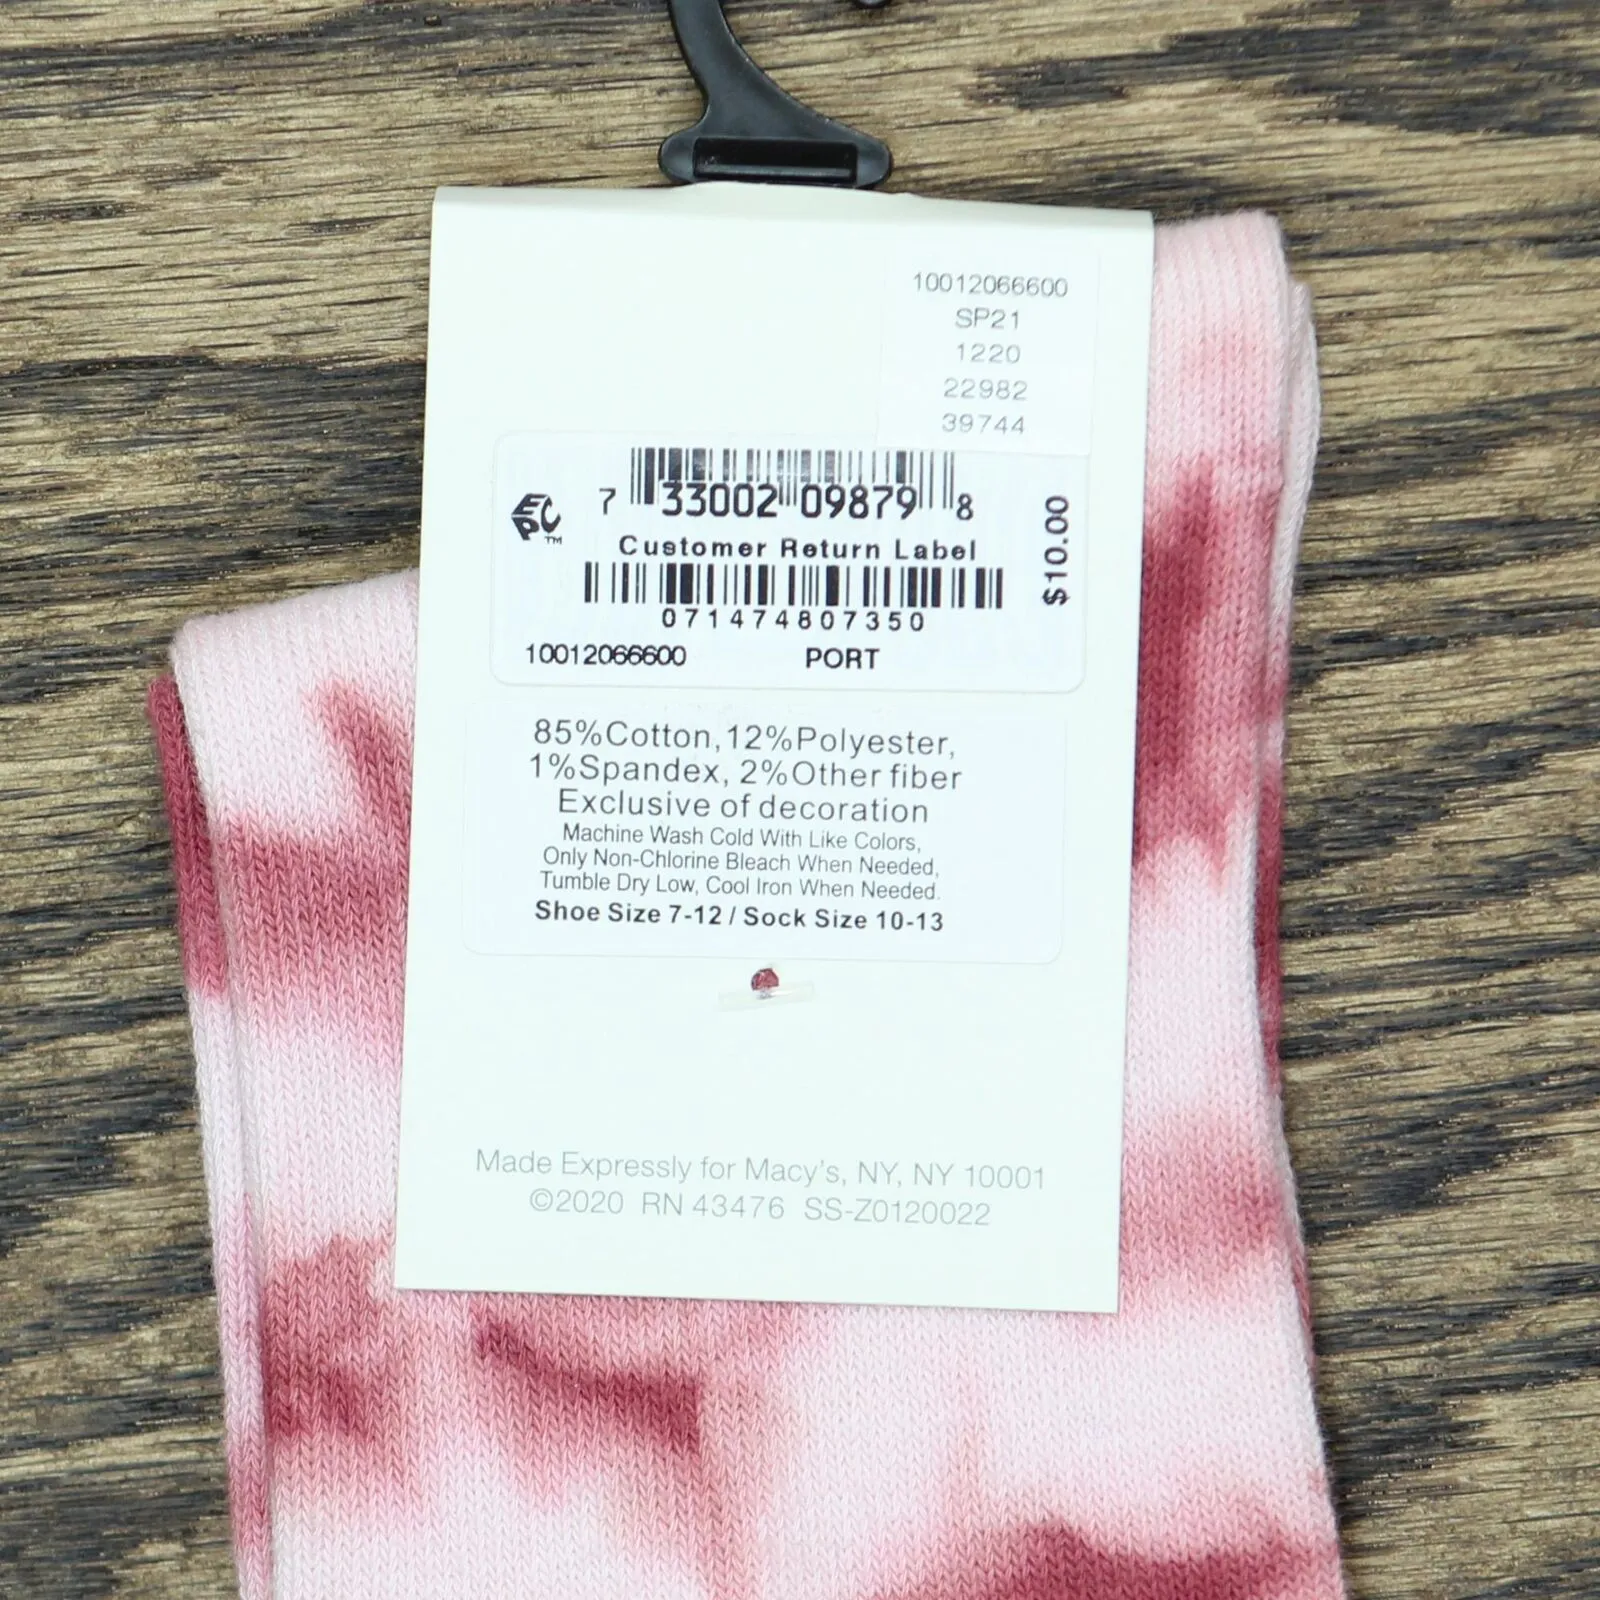 10012066600
SP21
1220
22982
39744
7 33002 09879 8
EPC™
$10.00
Customer Return Label
071474807350
10012066600 PORT
85%Cotton,12%Polyester,
1%Spandex, 2%Other fiber
Exclusive of decoration
Machine Wash Cold With Like Colors,
Only Non-Chlorine Bleach When Needed,
Tumble Dry Low, Cool Iron When Needed.
Shoe Size 7-12 / Sock Size 10-13
Made Expressly for Macy's, NY, NY 10001
©2020 RN 43476 SS-Z0120022